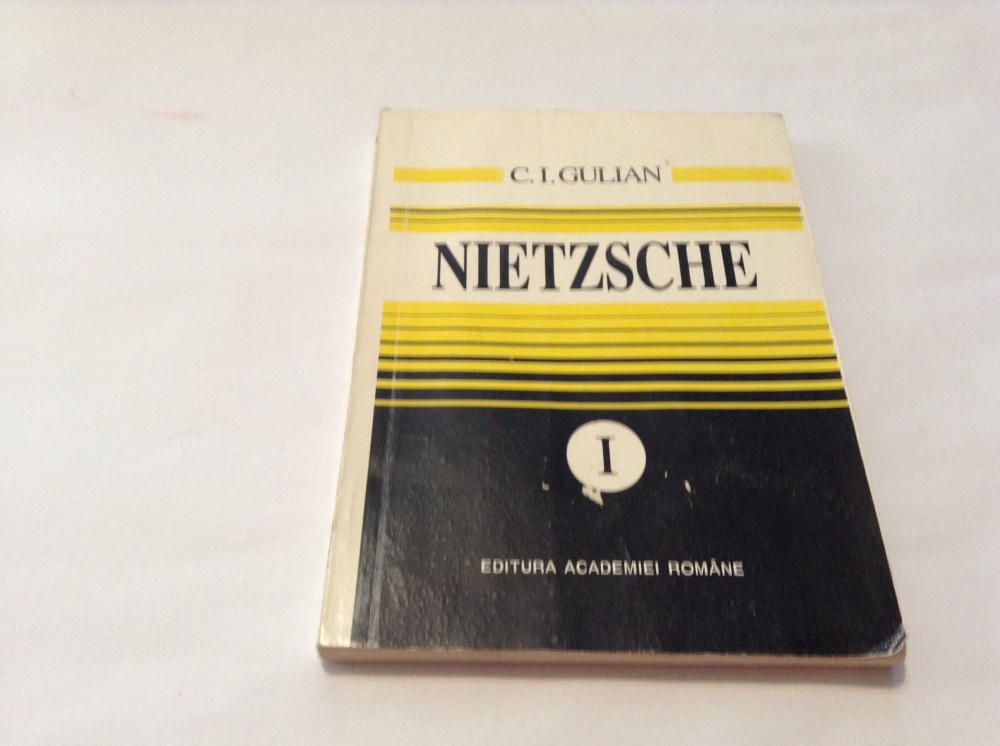 C. I. GULIAN
NIETZSCHE
I
EDITURA ACADEMIEI ROMÂNE